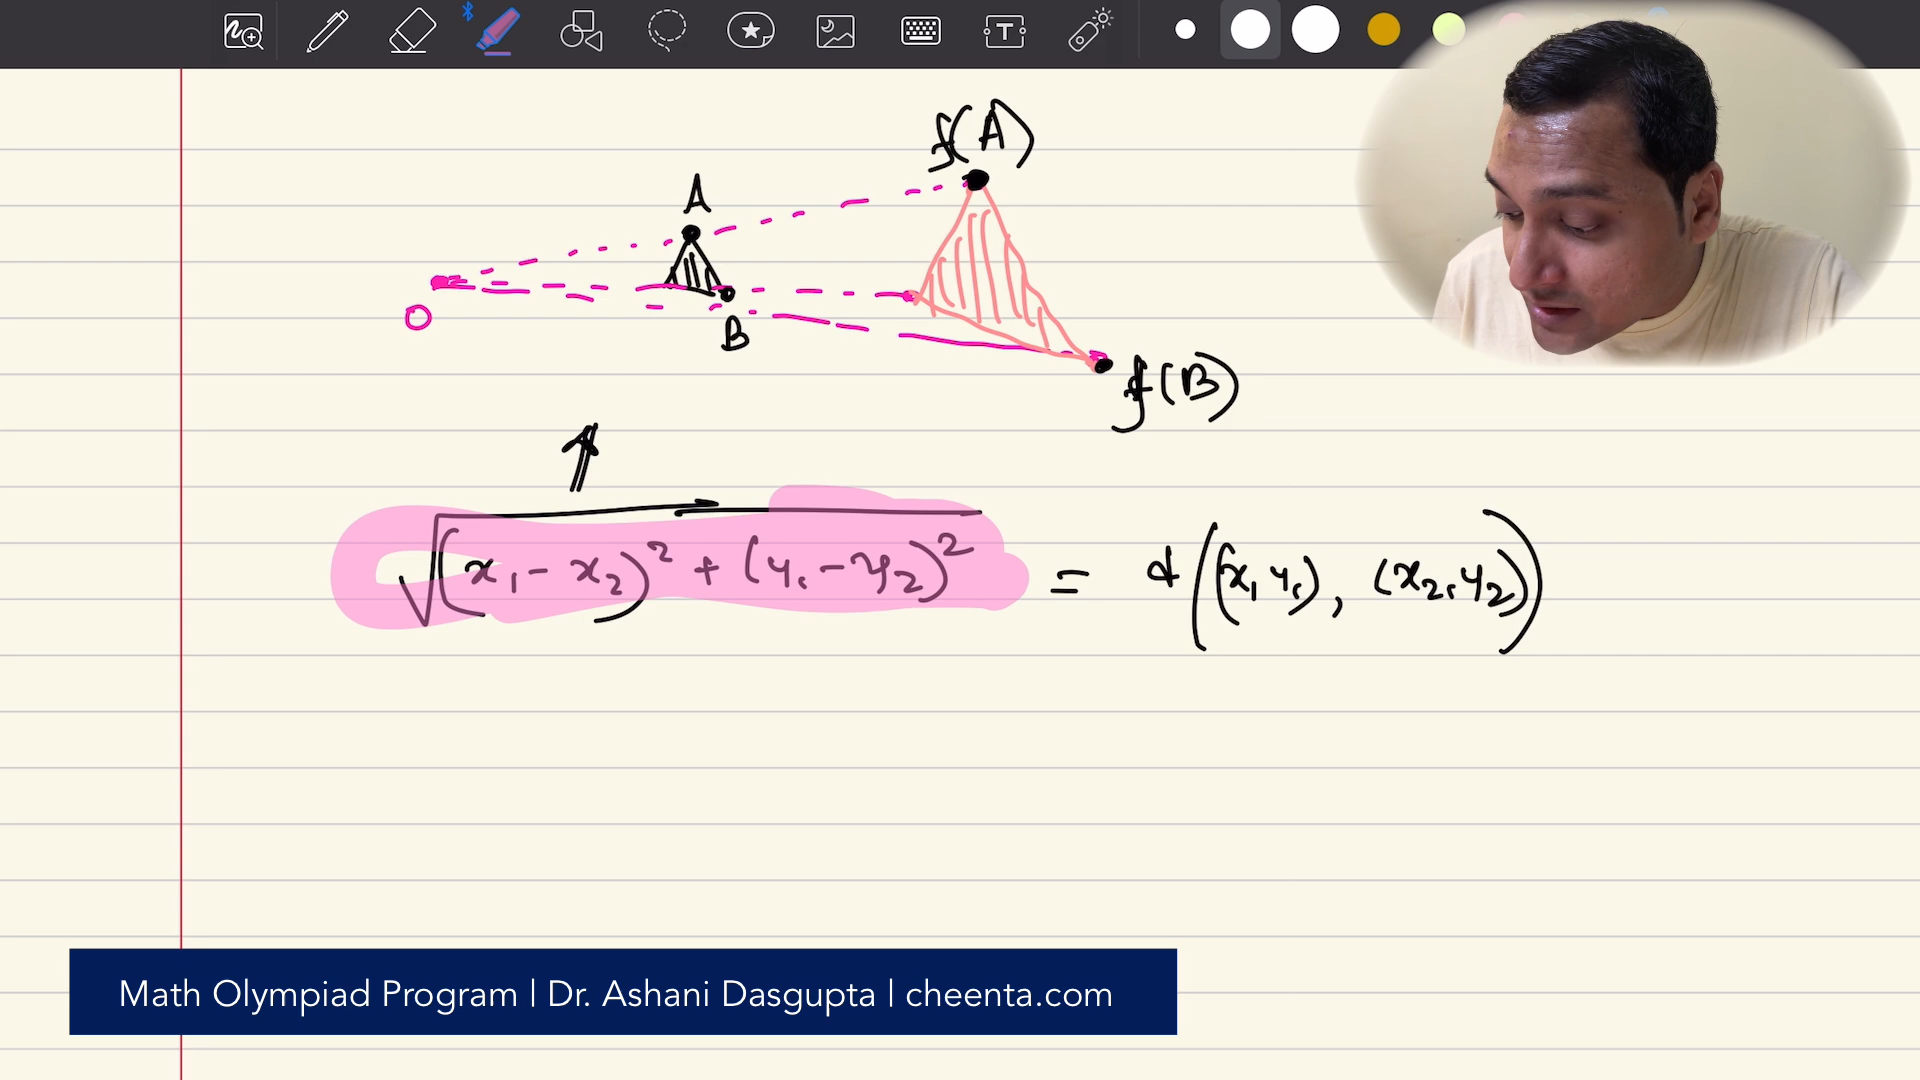 f(A)
A
O
B
f(B)
√(x₁ - x₂)² + (y₁ - y₂)² = d((x₁ y₁), (x₂, y₂))
Math Olympiad Program | Dr. Ashani Dasgupta | cheenta.com